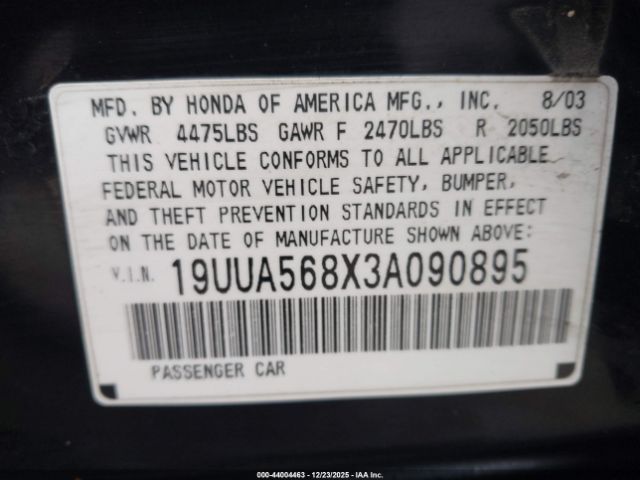 MFD. BY HONDA OF AMERICA MFG., INC. 8/03
GVWR 4475LBS GAWR F 2470LBS R 2050LBS
THIS VEHICLE CONFORMS TO ALL APPLICABLE
FEDERAL MOTOR VEHICLE SAFETY, BUMPER,
AND THEFT PREVENTION STANDARDS IN EFFECT
ON THE DATE OF MANUFACTURE SHOWN ABOVE:
V.I.N. 19UUA568X3A090895
PASSENGER CAR
000-44004463 - 12/23/2025 - IAA Inc.